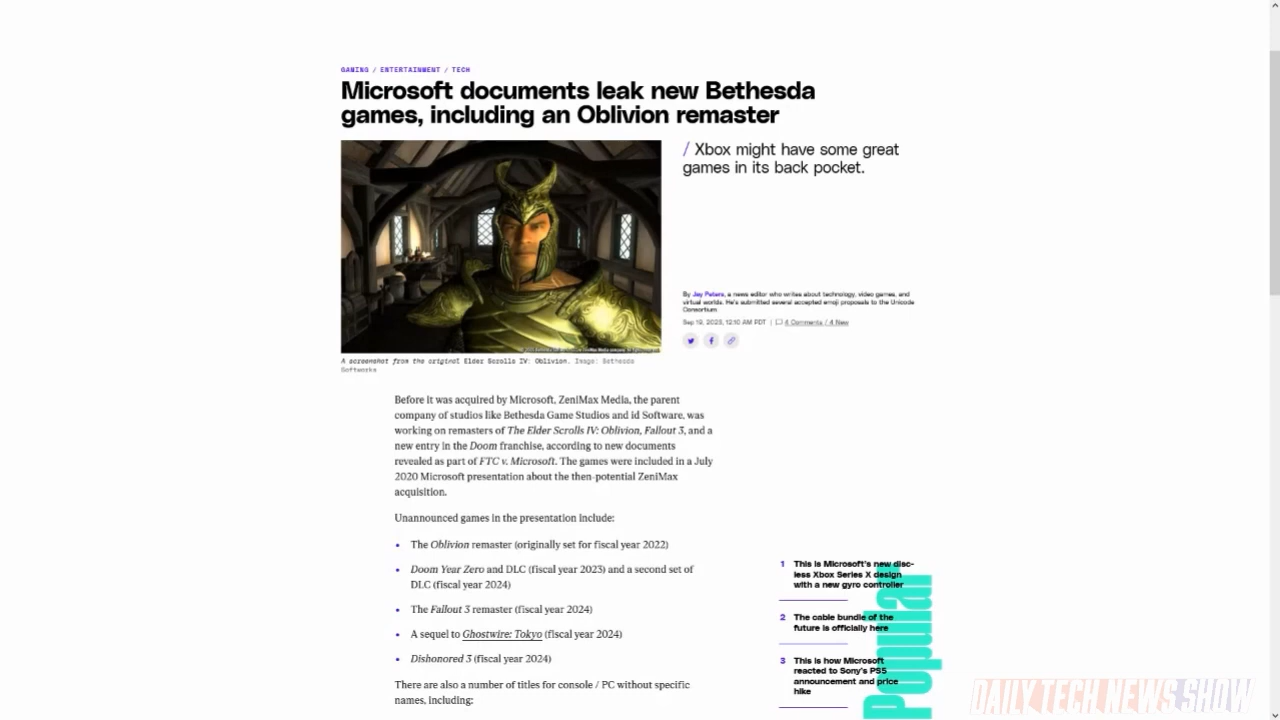 GAMING / ENTERTAINMENT / TECH
Microsoft documents leak new Bethesda
games, including an Oblivion remaster
/ Xbox might have some great
games in its back pocket.
By Jay Peters, a news editor who writes about technology, video games, and
virtual worlds. He's submitted several accepted emoji proposals to the Unicode
Consortium.
Sep 19, 2023, 12:10 AM PDT | 4 Comments / 4 New
A screenshot from the original Elder Scrolls IV: Oblivion. Image: Bethesda
Softworks
Before it was acquired by Microsoft, ZeniMax Media, the parent
company of studios like Bethesda Game Studios and id Software, was
working on remasters of The Elder Scrolls IV: Oblivion, Fallout 3, and a
new entry in the Doom franchise, according to new documents
revealed as part of FTC v. Microsoft. The games were included in a July
2020 Microsoft presentation about the then-potential ZeniMax
acquisition.
Unannounced games in the presentation include:
• The Oblivion remaster (originally set for fiscal year 2022)
• Doom Year Zero and DLC (fiscal year 2023) and a second set of
DLC (fiscal year 2024)
• The Fallout 3 remaster (fiscal year 2024)
• A sequel to Ghostwire: Tokyo (fiscal year 2024)
• Dishonored 3 (fiscal year 2024)
There are also a number of titles for console / PC without specific
names, including:
Popular
1 This is Microsoft's new disc-
less Xbox Series X design
with a new gyro controller
2 The cable bundle of the
future is officially here
3 This is how Microsoft
reacted to Sony's PS5
announcement and price
hike
DAILY TECH NEWS SHOW